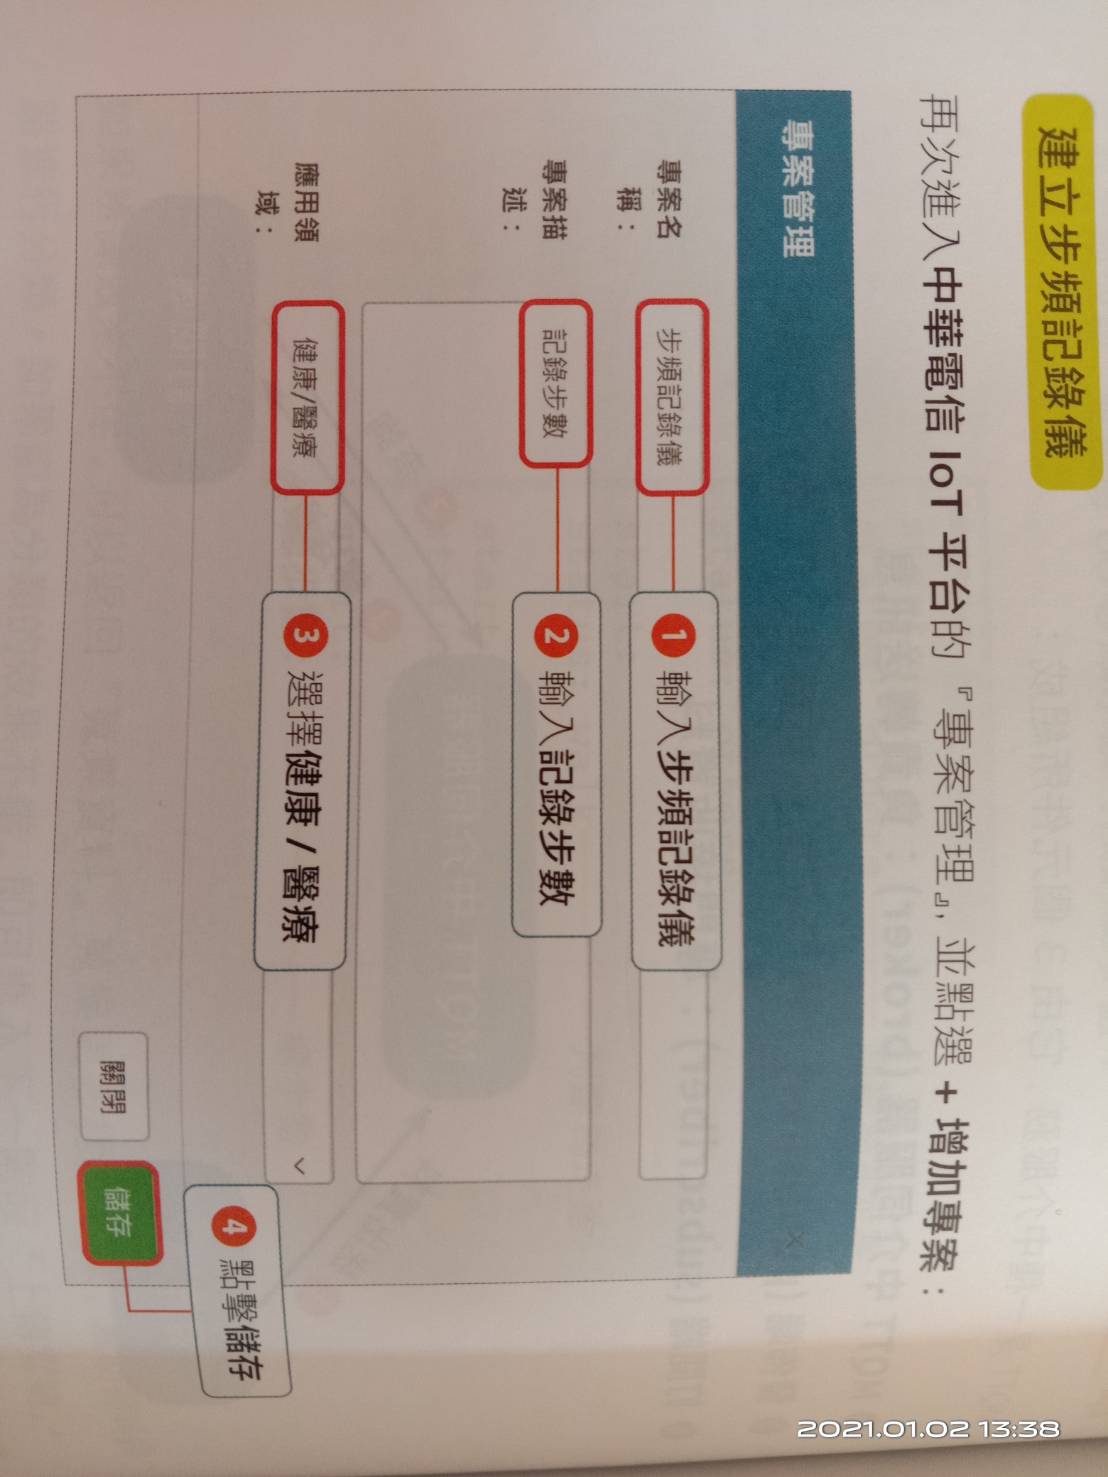 建立步頻記錄儀
再次進入中華電信 IoT 平台的『專案管理』, 並點選 + 增加專案：
專案管理
×
專案名
稱：
步頻記錄儀
1 輸入步頻記錄儀
專案描
述：
記錄步數
2 輸入記錄步數
應用領
域：
健康/醫療
3 選擇健康 / 醫療
關閉
儲存
4 點擊儲存
2021.01.02 13:38